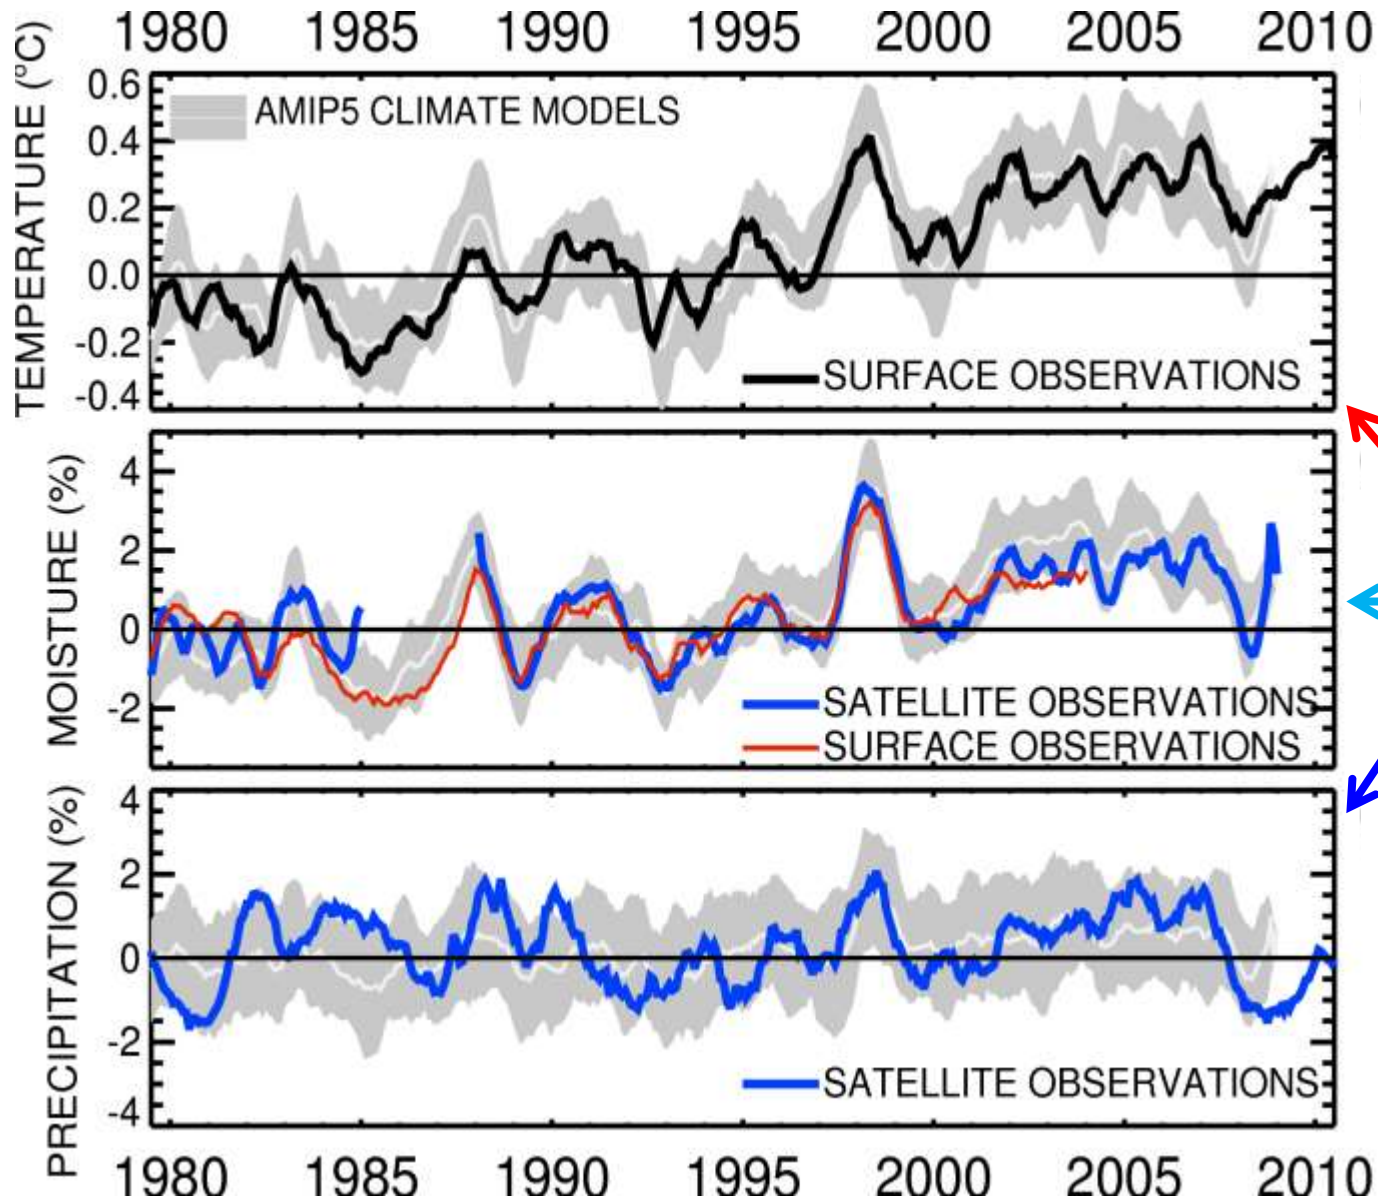 1980 1985 1990 1995 2000 2005 2010
TEMPERATURE (°C)
0.6
0.4
0.2
0.0
-0.2
-0.4
AMIP5 CLIMATE MODELS
SURFACE OBSERVATIONS
MOISTURE (%)
4
2
0
-2
SATELLITE OBSERVATIONS
SURFACE OBSERVATIONS
PRECIPITATION (%)
4
2
0
-2
-4
SATELLITE OBSERVATIONS
1980 1985 1990 1995 2000 2005 2010